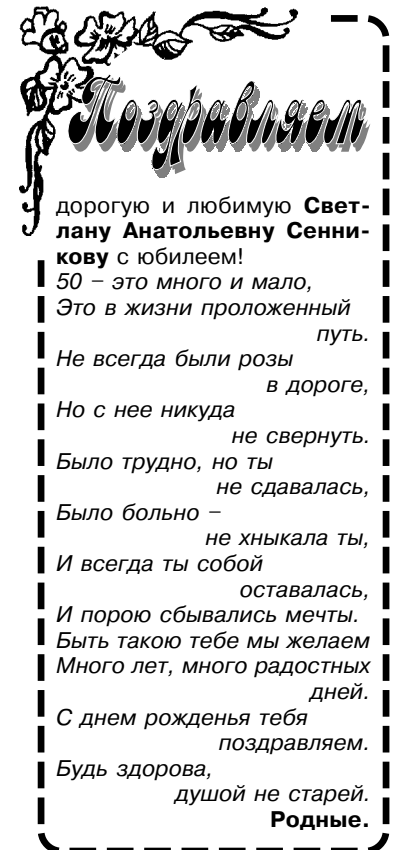 Поздравляем
дорогую и любимую Свет-
лану Анатольевну Сенни-
кову с юбилеем!
50 – это много и мало,
Это в жизни проложенный
путь.
Не всегда были розы
в дороге,
Но с нее никуда
не свернуть.
Было трудно, но ты
не сдавалась,
Было больно –
не хныкала ты,
И всегда ты собой
оставалась,
И порою сбывались мечты.
Быть такою тебе мы желаем
Много лет, много радостных
дней.
С днем рожденья тебя
поздравляем.
Будь здорова,
душой не старей.
Родные.